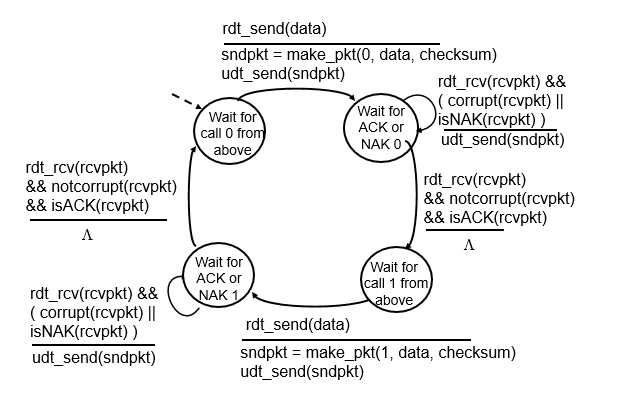 rdt_send(data)
sndpkt = make_pkt(0, data, checksum)
udt_send(sndpkt)
Wait for
call 0 from
above
Wait for
ACK or
NAK 0
rdt_rcv(rcvpkt) &&
( corrupt(rcvpkt) ||
isNAK(rcvpkt) )
udt_send(sndpkt)
rdt_rcv(rcvpkt)
&& notcorrupt(rcvpkt)
&& isACK(rcvpkt)
Λ
rdt_rcv(rcvpkt)
&& notcorrupt(rcvpkt)
&& isACK(rcvpkt)
Λ
Wait for
ACK or
NAK 1
Wait for
call 1 from
above
rdt_rcv(rcvpkt) &&
( corrupt(rcvpkt) ||
isNAK(rcvpkt) )
udt_send(sndpkt)
rdt_send(data)
sndpkt = make_pkt(1, data, checksum)
udt_send(sndpkt)